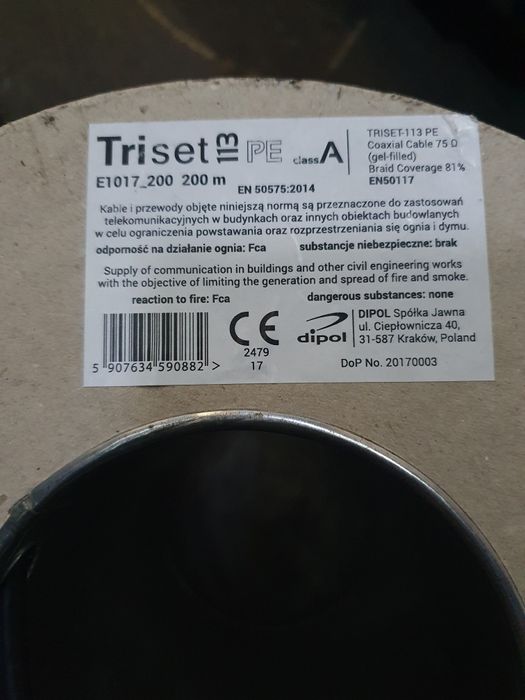 Triset 113 PE class A
E1017_200 200 m
EN 50575:2014
TRISET-113 PE
Coaxial Cable 75 Ω
(gel-filled)
Braid Coverage 81%
EN50117
Kable i przewody objęte niniejszą normą są przeznaczone do zastosowań
telekomunikacyjnych w budynkach oraz innych obiektach budowlanych
w celu ograniczenia powstawania oraz rozprzestrzeniania się ognia i dymu.
odporność na działanie ognia: Fca substancje niebezpieczne: brak
Supply of communication in buildings and other civil engineering works
with the objective of limiting the generation and spread of fire and smoke.
reaction to fire: Fca dangerous substances: none
5 907634 590882 >
CE
2479
17
dipol
DIPOL Spółka Jawna
ul. Ciepłownicza 40,
31-587 Kraków, Poland
DoP No. 20170003